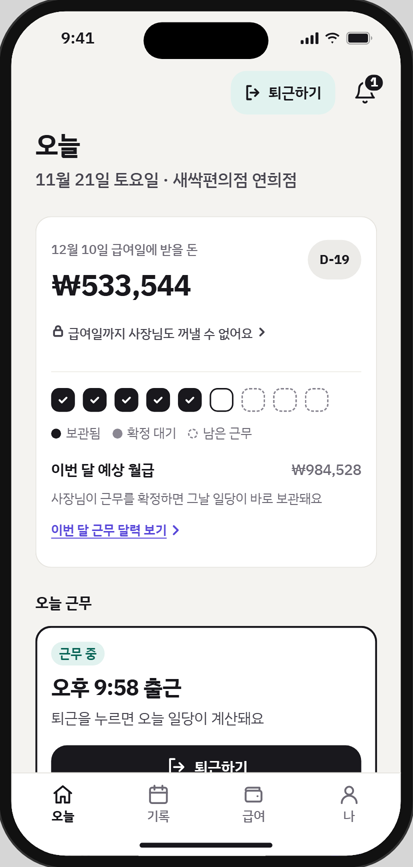 9:41
퇴근하기
1
오늘
11월 21일 토요일 · 새싹편의점 연희점
12월 10일 급여일에 받을 돈
D-19
₩533,544
급여일까지 사장님도 꺼낼 수 없어요
보관됨 확정 대기 남은 근무
이번 달 예상 월급 ₩984,528
사장님이 근무를 확정하면 그날 일당이 바로 보관돼요
이번 달 근무 달력 보기
오늘 근무
근무 중
오후 9:58 출근
퇴근을 누르면 오늘 일당이 계산돼요
퇴근하기
오늘 기록 급여 나